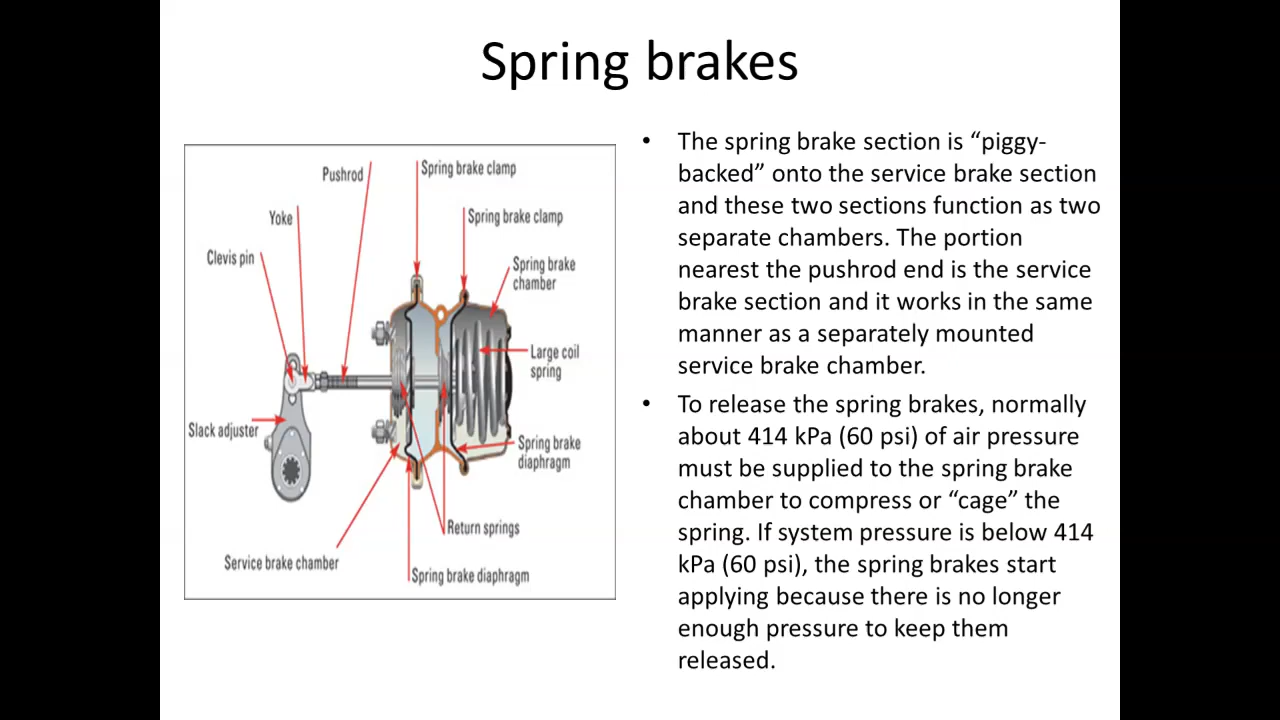 Spring brakes
Pushrod
Spring brake clamp
Yoke
Spring brake clamp
Clevis pin
Spring brake
chamber
Large coil
spring
Slack adjuster
Spring brake
diaphragm
Return springs
Service brake chamber
Spring brake diaphragm
• The spring brake section is “piggy-
backed” onto the service brake section
and these two sections function as two
separate chambers. The portion
nearest the pushrod end is the service
brake section and it works in the same
manner as a separately mounted
service brake chamber.
• To release the spring brakes, normally
about 414 kPa (60 psi) of air pressure
must be supplied to the spring brake
chamber to compress or “cage” the
spring. If system pressure is below 414
kPa (60 psi), the spring brakes start
applying because there is no longer
enough pressure to keep them
released.